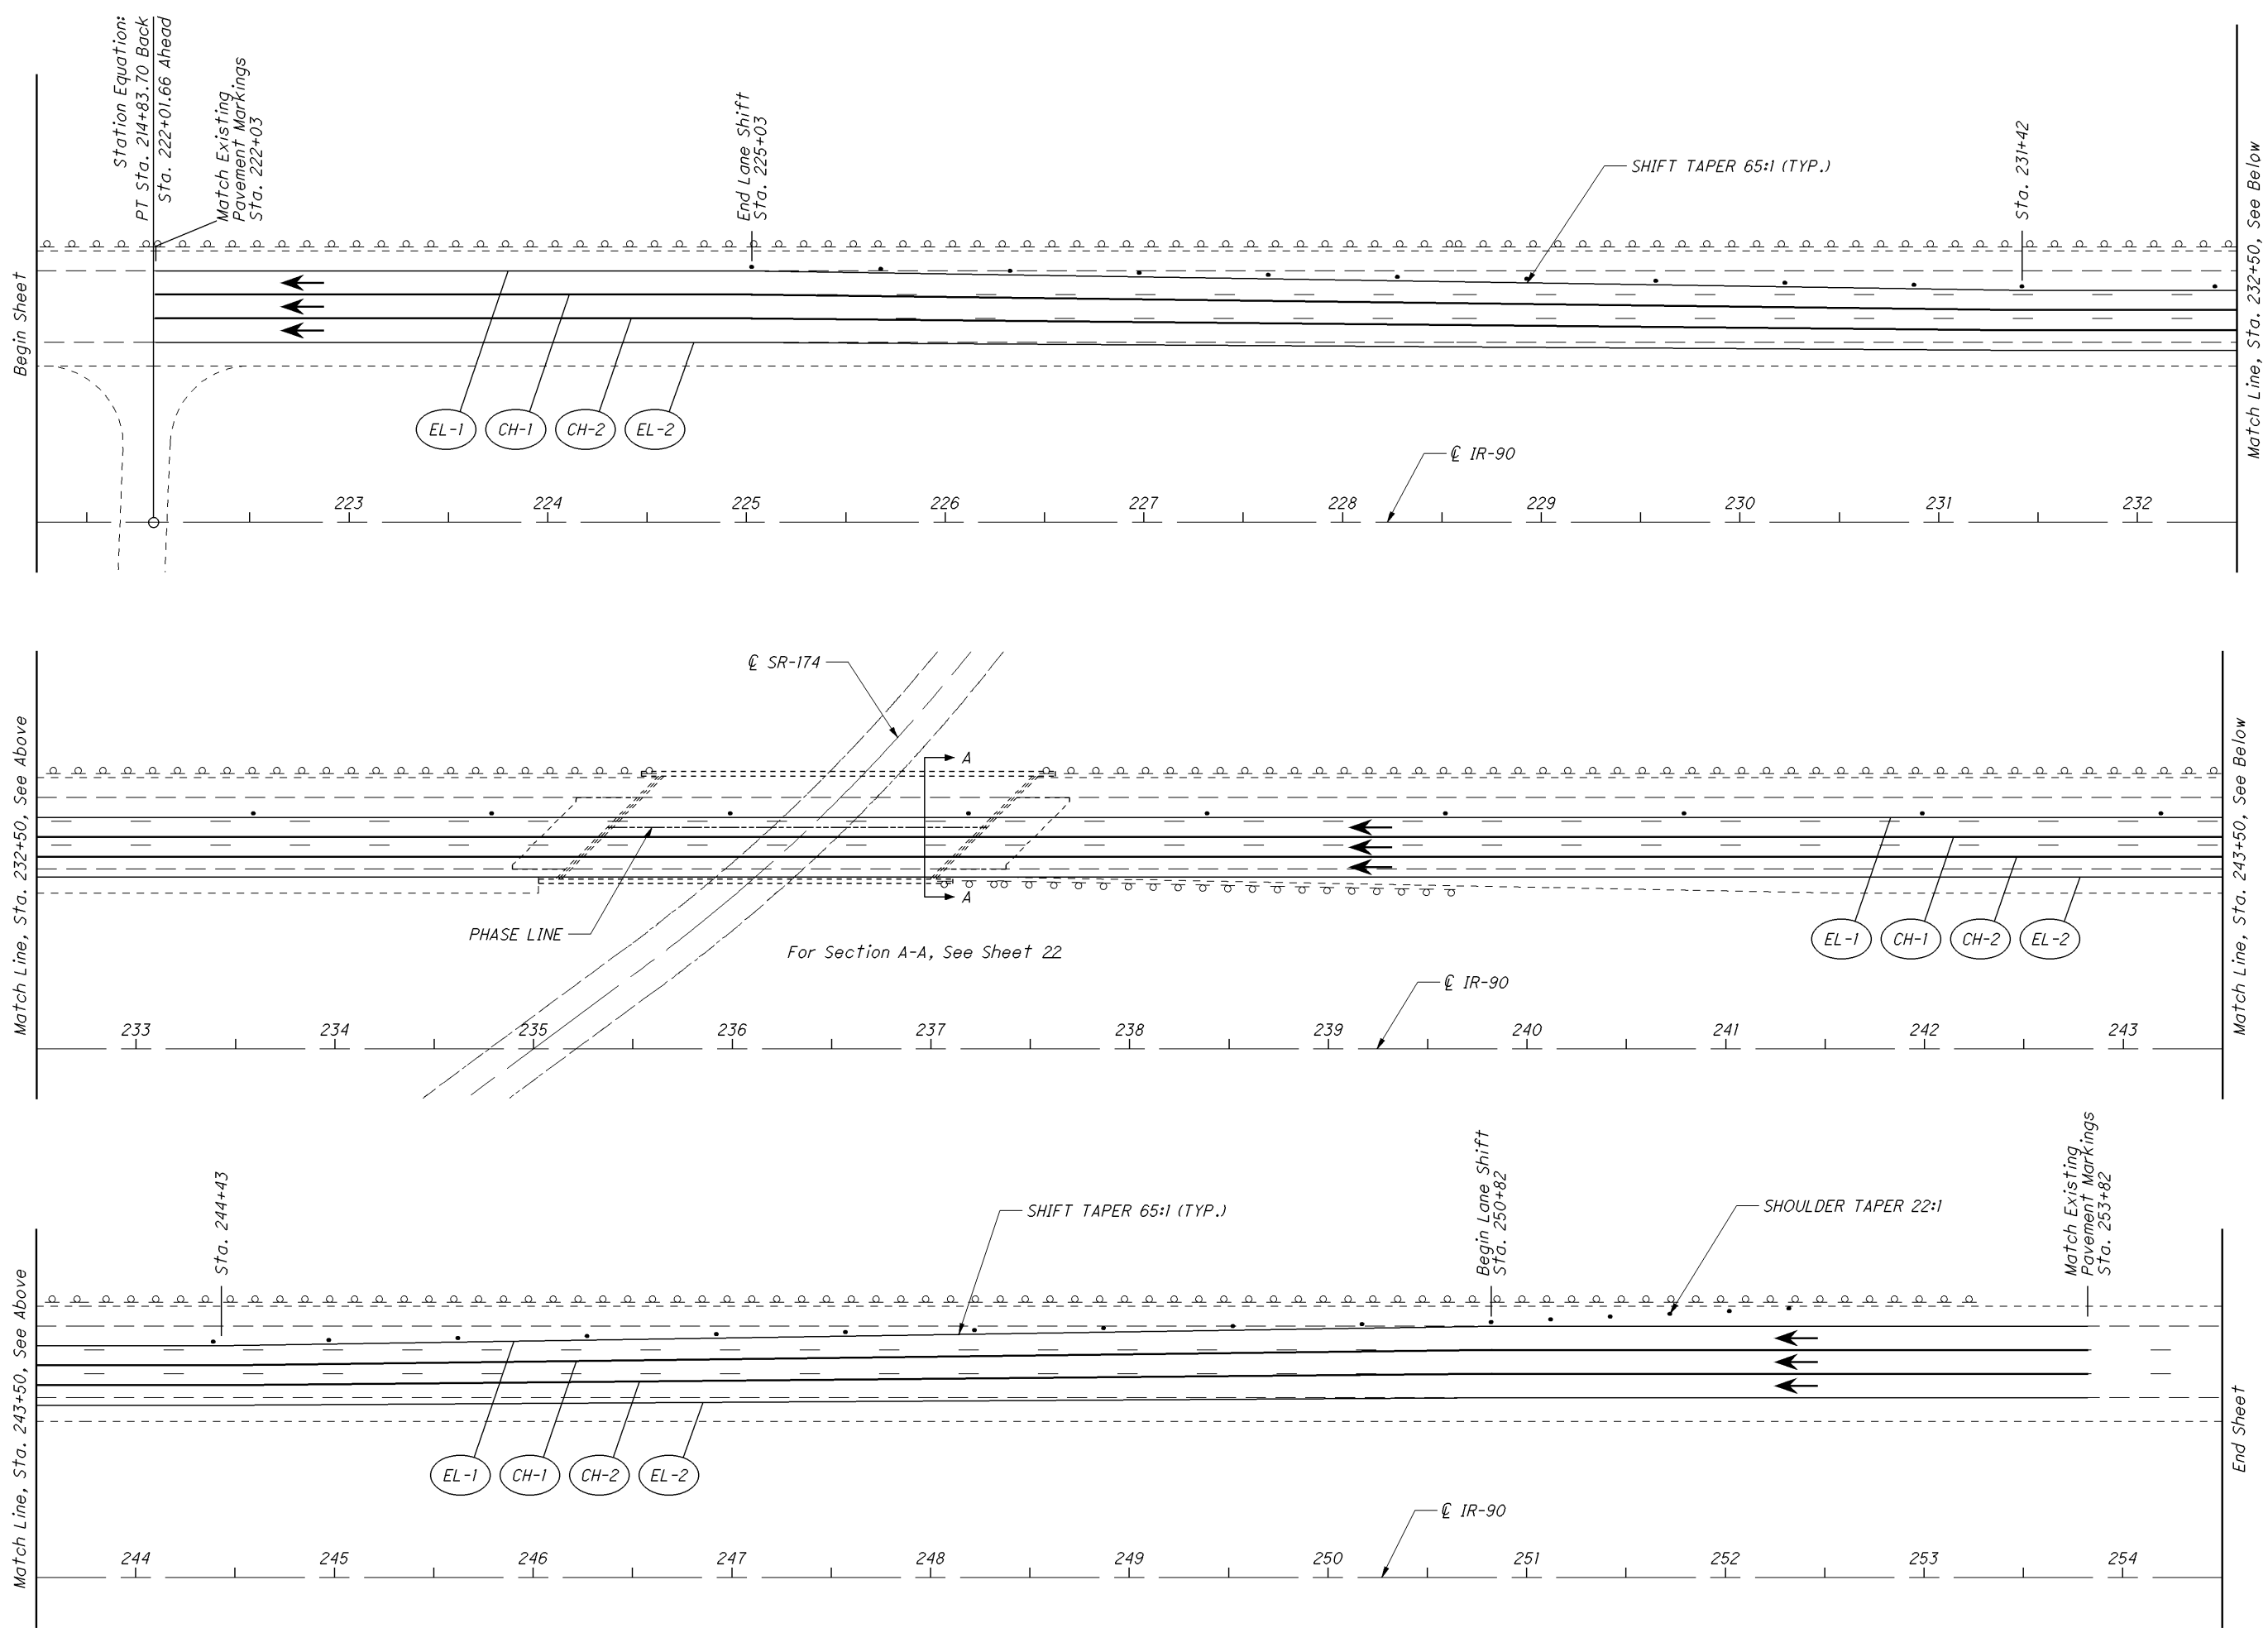 Station Equation:
PT Sta. 214+83.70 Back
Sta. 222+01.66 Ahead
Match Existing
Pavement Markings
Sta. 222+03
End Lane Shift
Sta. 225+03
SHIFT TAPER 65:1 (TYP.)
Sta. 231+42
Begin Sheet
Match Line, Sta. 232+50, See Below
EL-1 CH-1 CH-2 EL-2
℄ IR-90
223 224 225 226 227 228 229 230 231 232
℄ SR-174
Match Line, Sta. 232+50, See Above
A
A
PHASE LINE
For Section A-A, See Sheet 22
EL-1 CH-1 CH-2 EL-2
Match Line, Sta. 243+50, See Below
℄ IR-90
233 234 235 236 237 238 239 240 241 242 243
Sta. 244+43
SHIFT TAPER 65:1 (TYP.)
Begin Lane Shift
Sta. 250+82
SHOULDER TAPER 22:1
Match Existing
Pavement Markings
Sta. 253+82
Match Line, Sta. 243+50, See Above
EL-1 CH-1 CH-2 EL-2
End Sheet
℄ IR-90
244 245 246 247 248 249 250 251 252 253 254